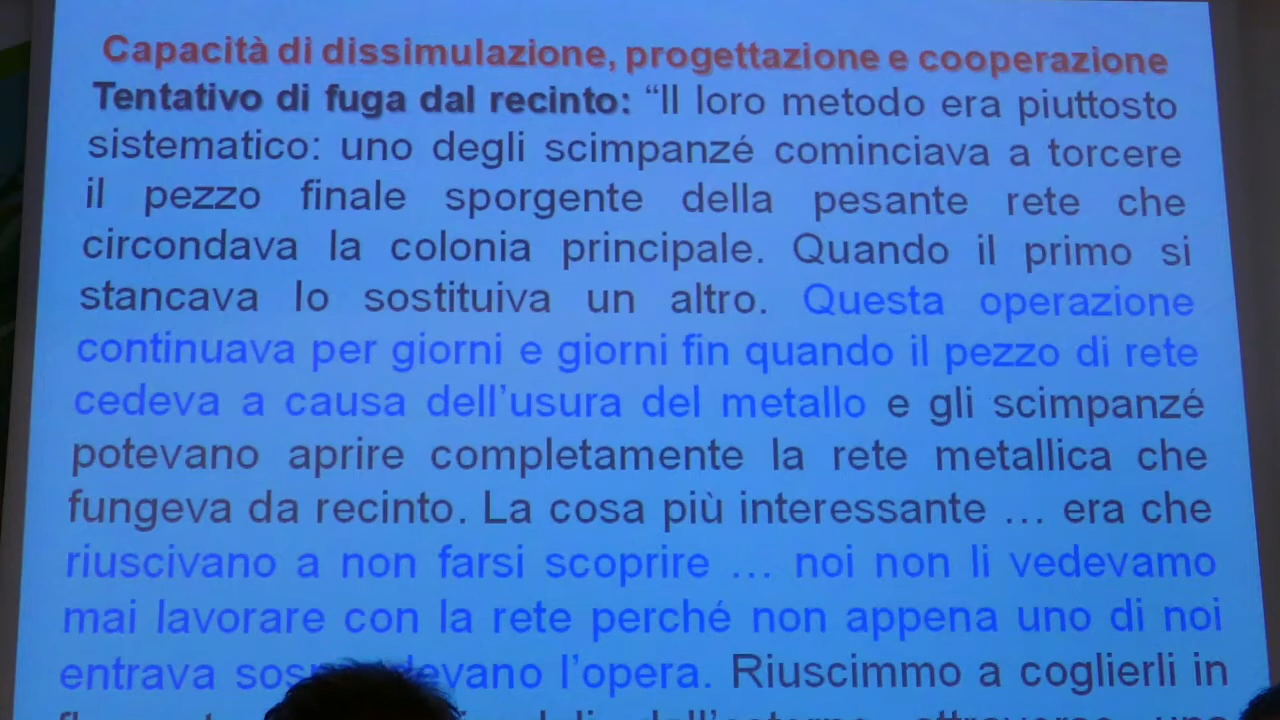 Capacità di dissimulazione, progettazione e cooperazione
Tentativo di fuga dal recinto: “Il loro metodo era piuttosto
sistematico: uno degli scimpanzé cominciava a torcere
il pezzo finale sporgente della pesante rete che
circondava la colonia principale. Quando il primo si
stancava lo sostituiva un altro. Questa operazione
continuava per giorni e giorni fin quando il pezzo di rete
cedeva a causa dell’usura del metallo e gli scimpanzé
potevano aprire completamente la rete metallica che
fungeva da recinto. La cosa più interessante … era che
riuscivano a non farsi scoprire … noi non li vedevamo
mai lavorare con la rete perché non appena uno di noi
entrava l’opera. Riuscimmo a coglierli in